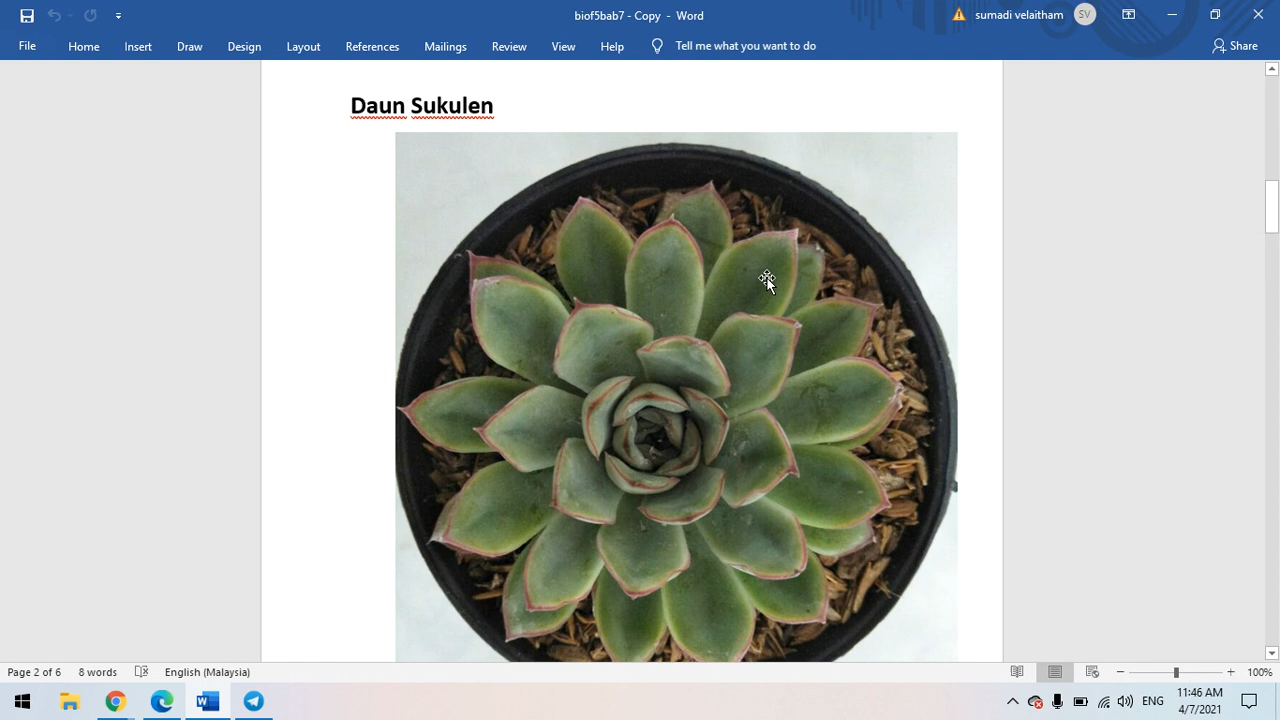 biof5bab7 - Copy - Word
sumadi velaitham
SV
File
Home
Insert
Draw
Design
Layout
References
Mailings
Review
View
Help
Tell me what you want to do
Share
Daun Sukulen
Page 2 of 6
8 words
English (Malaysia)
100%
ENG
11:46 AM
4/7/2021